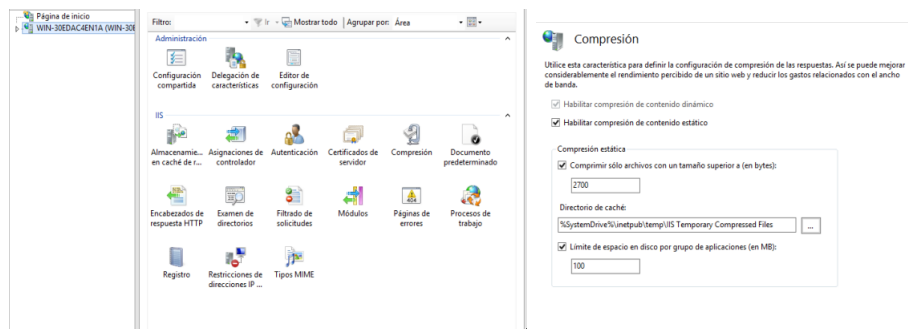 Página de inicio
WIN-30EDAC4EN1A (WIN-30E
Filtro:
Ir
Mostrar todo
Agrupar por:
Área
Administración
Configuración compartida
Delegación de características
Editor de configuración
IIS
Almacenamie... en caché de r...
Asignaciones de controlador
Autenticación
Certificados de servidor
Compresión
Documento predeterminado
Encabezados de respuesta HTTP
Examen de directorios
Filtrado de solicitudes
Módulos
404
Páginas de errores
Procesos de trabajo
Registro
Restricciones de direcciones IP ...
Tipos MIME
Compresión
Utilice esta característica para definir la configuración de compresión de las respuestas. Así se puede mejorar
considerablemente el rendimiento percibido de un sitio web y reducir los gastos relacionados con el ancho
de banda.
Habilitar compresión de contenido dinámico
Habilitar compresión de contenido estático
Compresión estática
Comprimir sólo archivos con un tamaño superior a (en bytes):
2700
Directorio de caché:
%SystemDrive%\inetpub\temp\IIS Temporary Compressed Files
...
Límite de espacio en disco por grupo de aplicaciones (en MB):
100